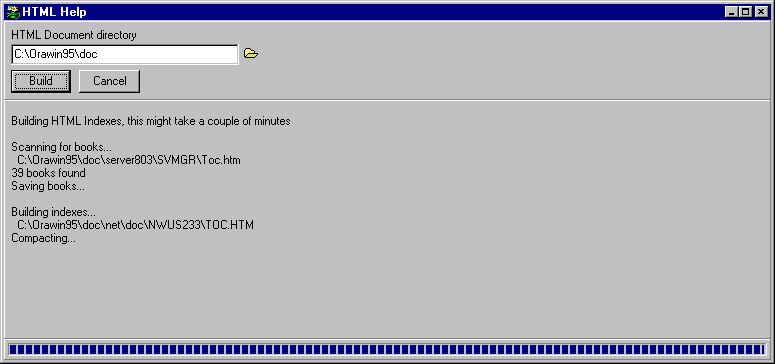 HTML Help
HTML Document directory
C:\Orawin95\doc
Build Cancel
Building HTML Indexes, this might take a couple of minutes
Scanning for books...
C:\Orawin95\doc\server803\SVMGR\Toc.htm
39 books found
Saving books...
Building indexes...
C:\Orawin95\doc\net\doc\NWUS233\TOC.HTM
Compacting...